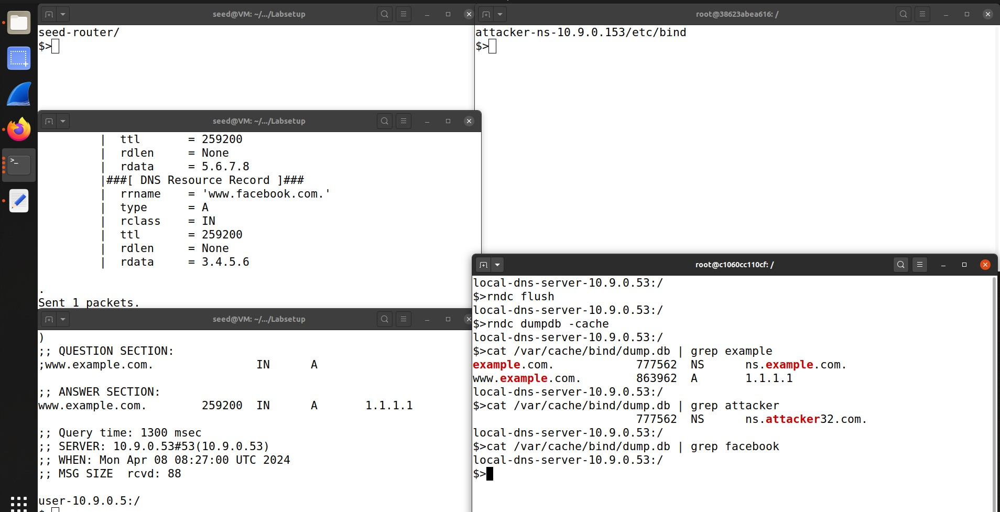 seed@VM: ~/.../Labsetup
seed-router/
$>
root@38623abea616: /
attacker-ns-10.9.0.153/etc/bind
$>
seed@VM: ~/.../Labsetup
|  ttl       = 259200
|  rdlen     = None
|  rdata     = 5.6.7.8
|###[ DNS Resource Record ]###
|  rrname    = 'www.facebook.com.'
|  type      = A
|  rclass    = IN
|  ttl       = 259200
|  rdlen     = None
|  rdata     = 3.4.5.6
.
Sent 1 packets.
seed@VM: ~/.../Labsetup
)
;; QUESTION SECTION:
;www.example.com.               IN      A
;; ANSWER SECTION:
www.example.com.        259200  IN      A       1.1.1.1
;; Query time: 1300 msec
;; SERVER: 10.9.0.53#53(10.9.0.53)
;; WHEN: Mon Apr 08 08:27:00 UTC 2024
;; MSG SIZE  rcvd: 88
user-10.9.0.5:/
root@c1060cc110cf: /
local-dns-server-10.9.0.53:/
$>rndc flush
local-dns-server-10.9.0.53:/
$>rndc dumpdb -cache
local-dns-server-10.9.0.53:/
$>cat /var/cache/bind/dump.db | grep example
example.com.            777562  NS      ns.example.com.
www.example.com.        863962  A       1.1.1.1
local-dns-server-10.9.0.53:/
$>cat /var/cache/bind/dump.db | grep attacker
                        777562  NS      ns.attacker32.com.
local-dns-server-10.9.0.53:/
$>cat /var/cache/bind/dump.db | grep facebook
local-dns-server-10.9.0.53:/
$>